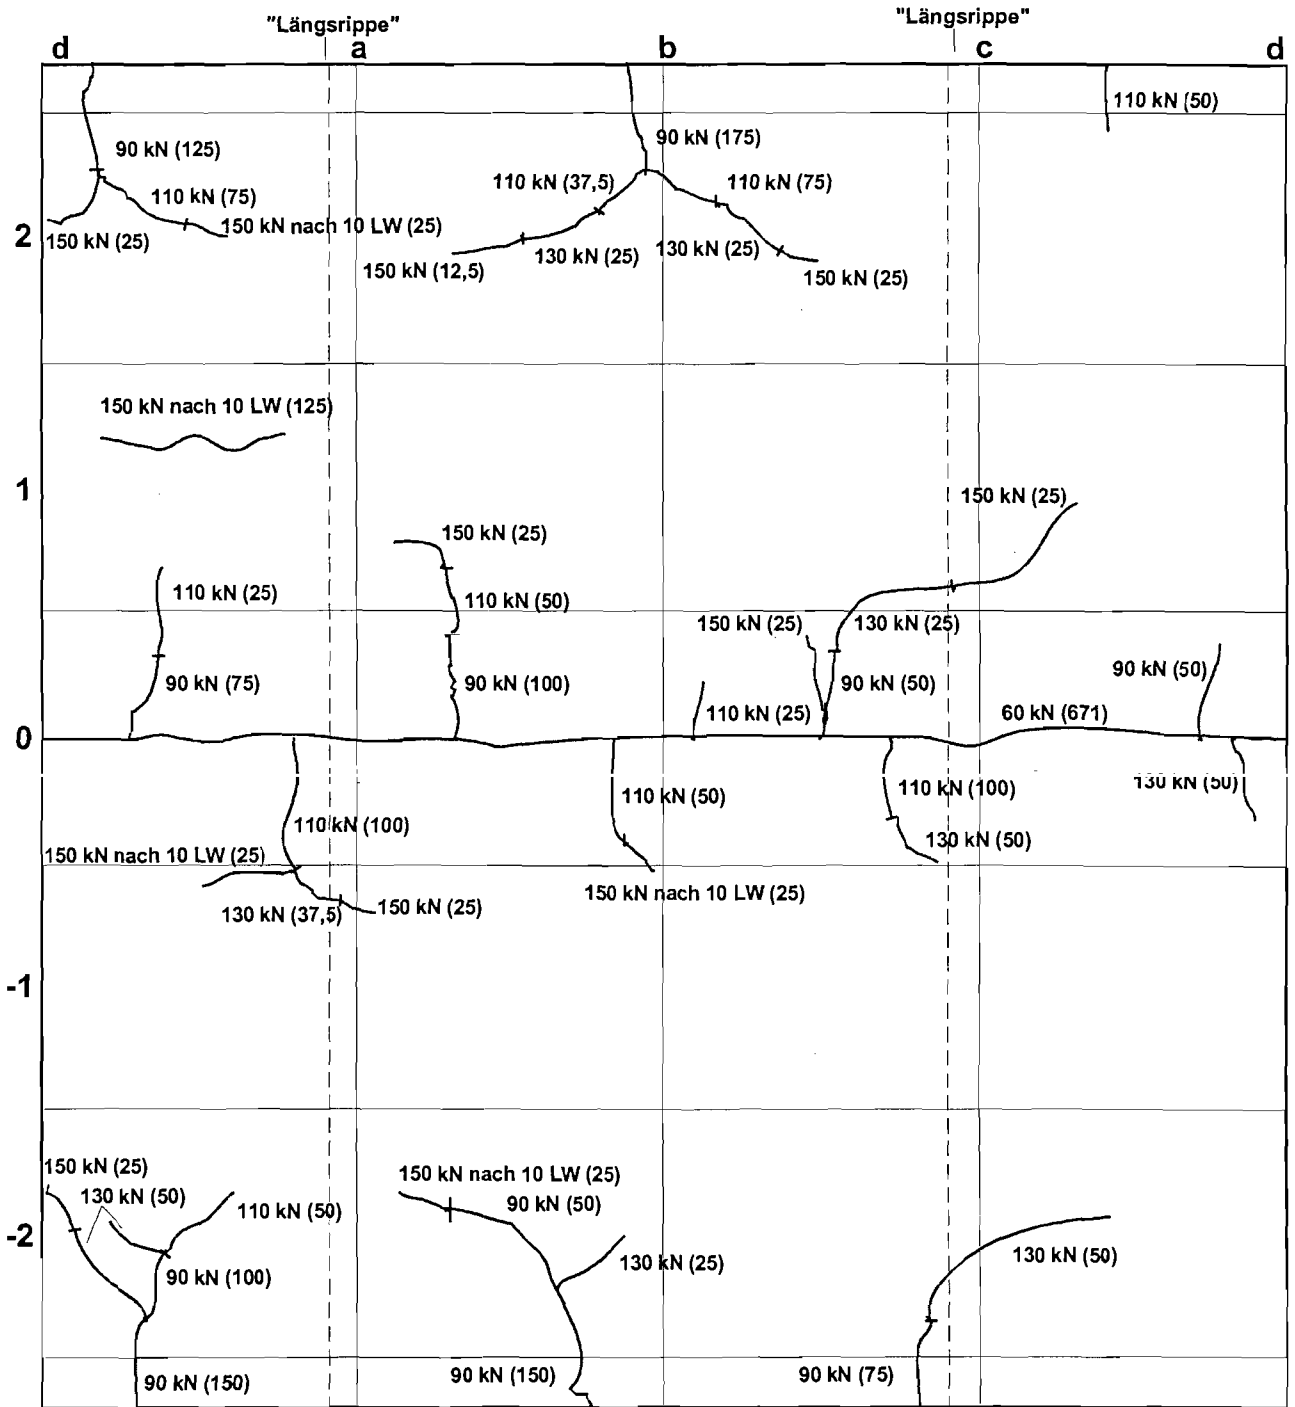 "Längsrippe" "Längsrippe"
d a b c d
110 kN (50)
90 kN (125) 90 kN (175)
110 kN (75) 110 kN (37,5) 110 kN (75)
2
150 kN (25) 150 kN nach 10 LW (25)
150 kN (12,5) 130 kN (25) 130 kN (25) 150 kN (25)
150 kN nach 10 LW (125)
1
150 kN (25)
150 kN (25)
110 kN (25) 110 kN (50)
150 kN (25) 130 kN (25)
90 kN (75) 90 kN (100) 90 kN (50) 90 kN (50)
110 kN (25) 60 kN (671)
0
110 kN (50) 110 kN (100) 130 kN (50)
110 kN (100)
150 kN nach 10 LW (25) 130 kN (50)
130 kN (37,5) 150 kN (25) 150 kN nach 10 LW (25)
-1
150 kN (25) 150 kN nach 10 LW (25)
130 kN (50) 110 kN (50) 90 kN (50)
-2
90 kN (100) 130 kN (25) 130 kN (50)
90 kN (150) 90 kN (150) 90 kN (75)